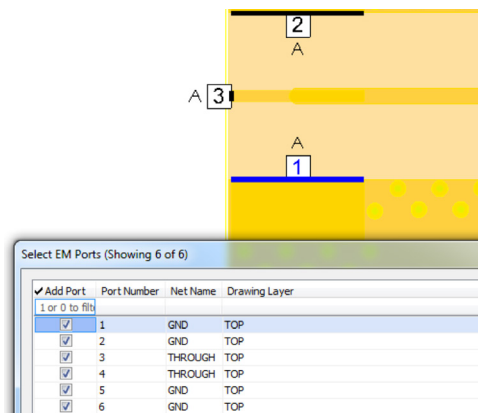 2
A
A 3
A
1
Select EM Ports (Showing 6 of 6)
✔Add Port Port Number Net Name Drawing Layer
1 or 0 to filt
1 GND TOP
2 GND TOP
3 THROUGH TOP
4 THROUGH TOP
5 GND TOP
6 GND TOP